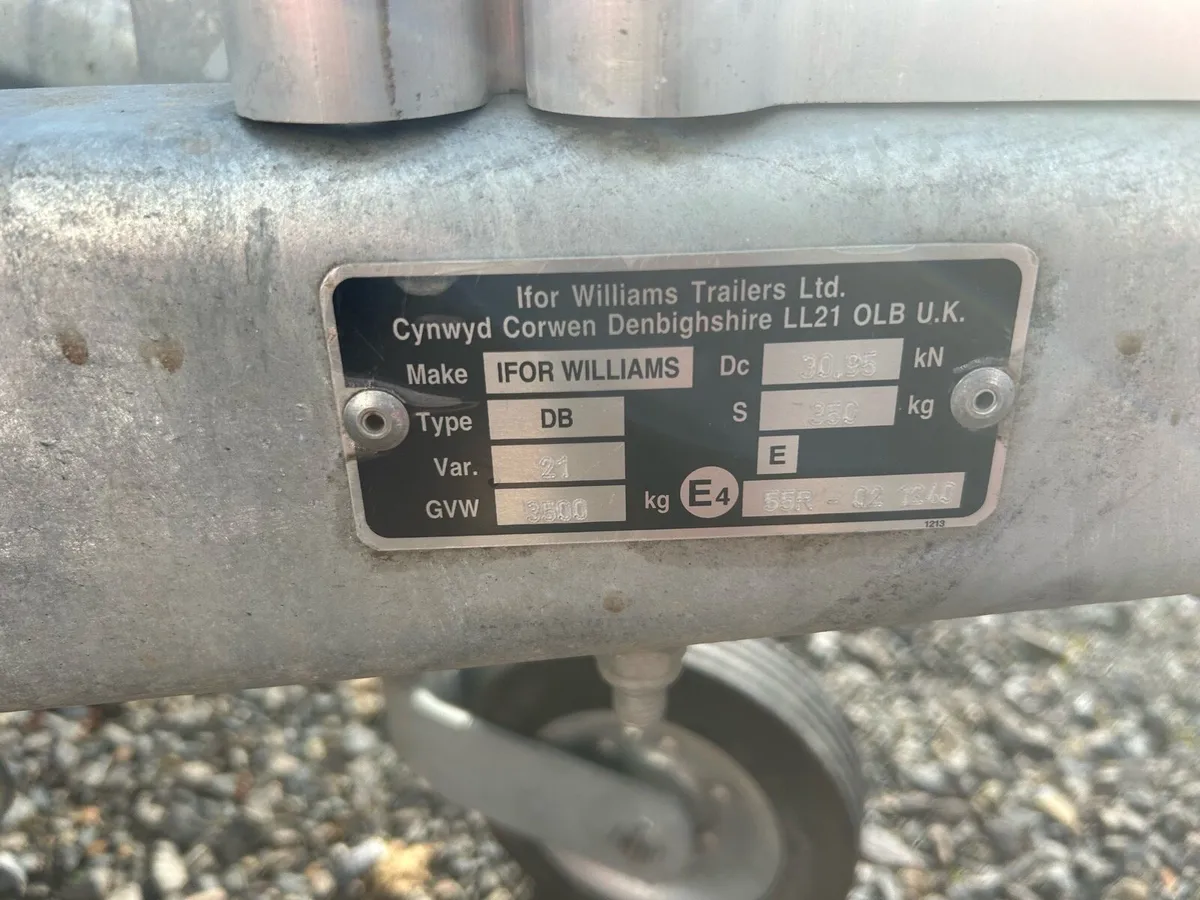 Ifor Williams Trailers Ltd.
Cynwyd Corwen Denbighshire LL21 OLB U.K.
Make IFOR WILLIAMS Dc 30.95 kN
Type DB S 350 kg
Var. 21 E
GVW 3500 kg E4 55R - 02 1240
1213